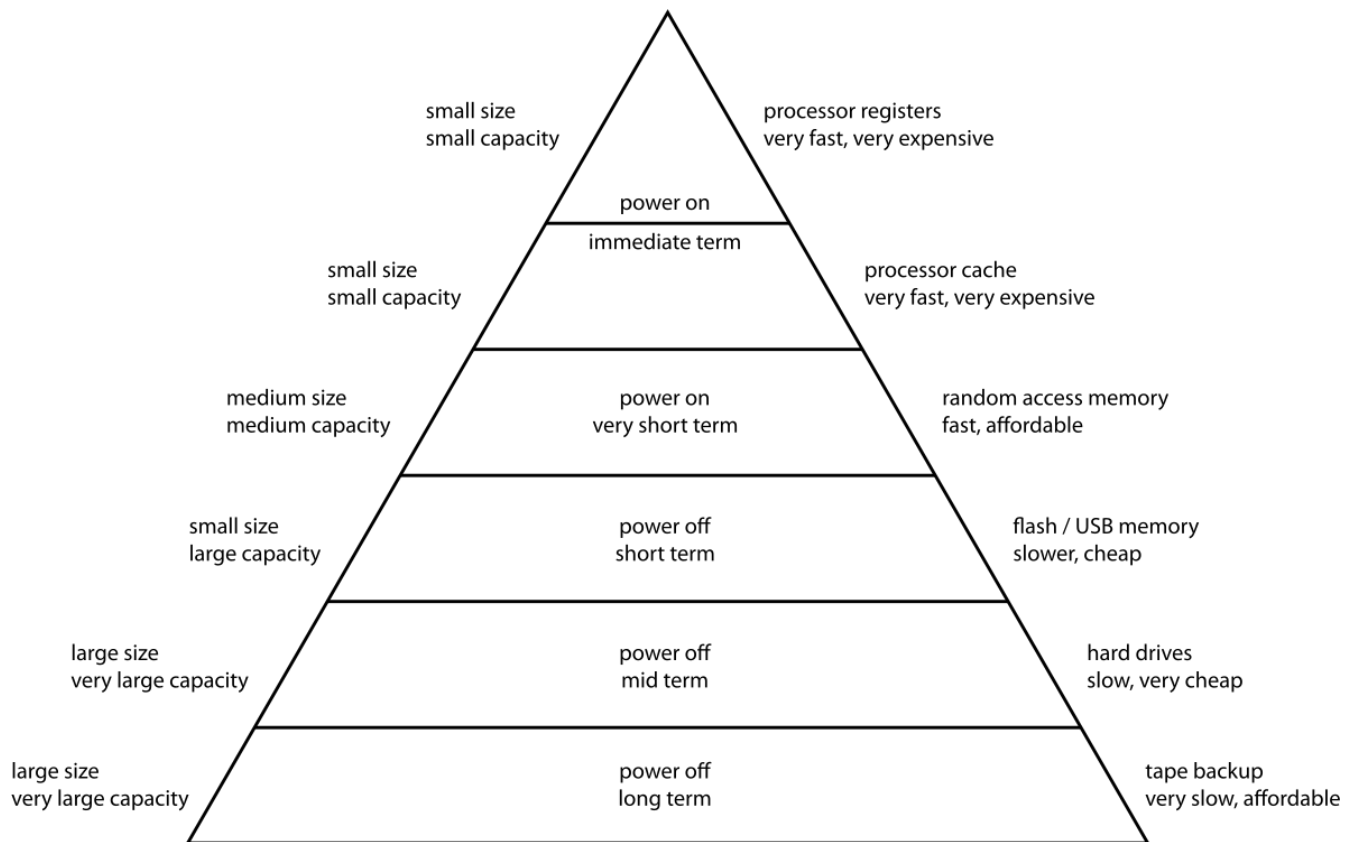 small size
small capacity
processor registers
very fast, very expensive
power on
immediate term
small size
small capacity
processor cache
very fast, very expensive
medium size
medium capacity
power on
very short term
random access memory
fast, affordable
small size
large capacity
power off
short term
flash / USB memory
slower, cheap
large size
very large capacity
power off
mid term
hard drives
slow, very cheap
large size
very large capacity
power off
long term
tape backup
very slow, affordable